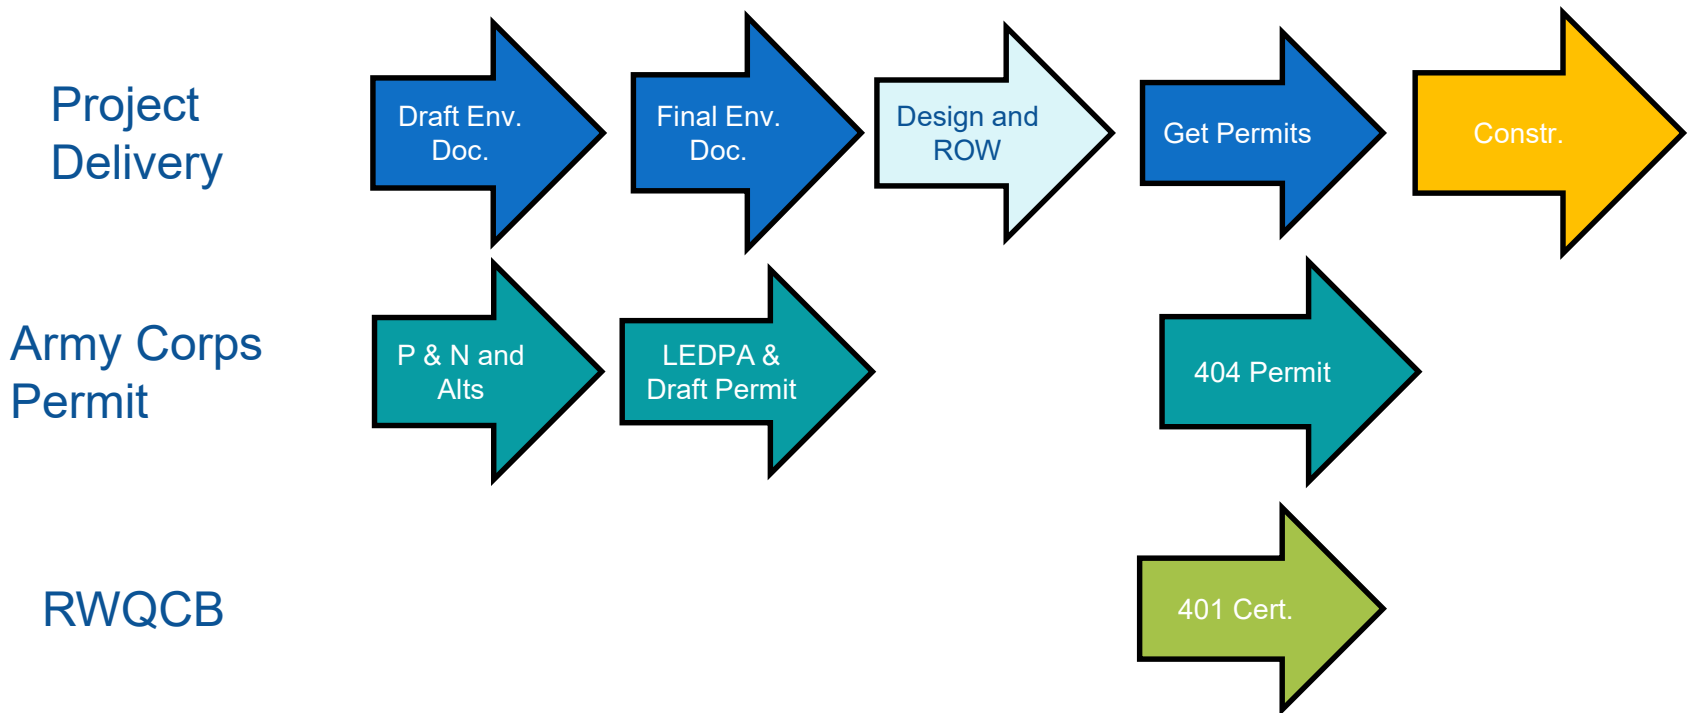 Project
Delivery
Draft Env.
Doc.
Final Env.
Doc.
Design and
ROW
Get Permits
Constr.
Army Corps
Permit
P & N and
Alts
LEDPA &
Draft Permit
404 Permit
RWQCB
401 Cert.